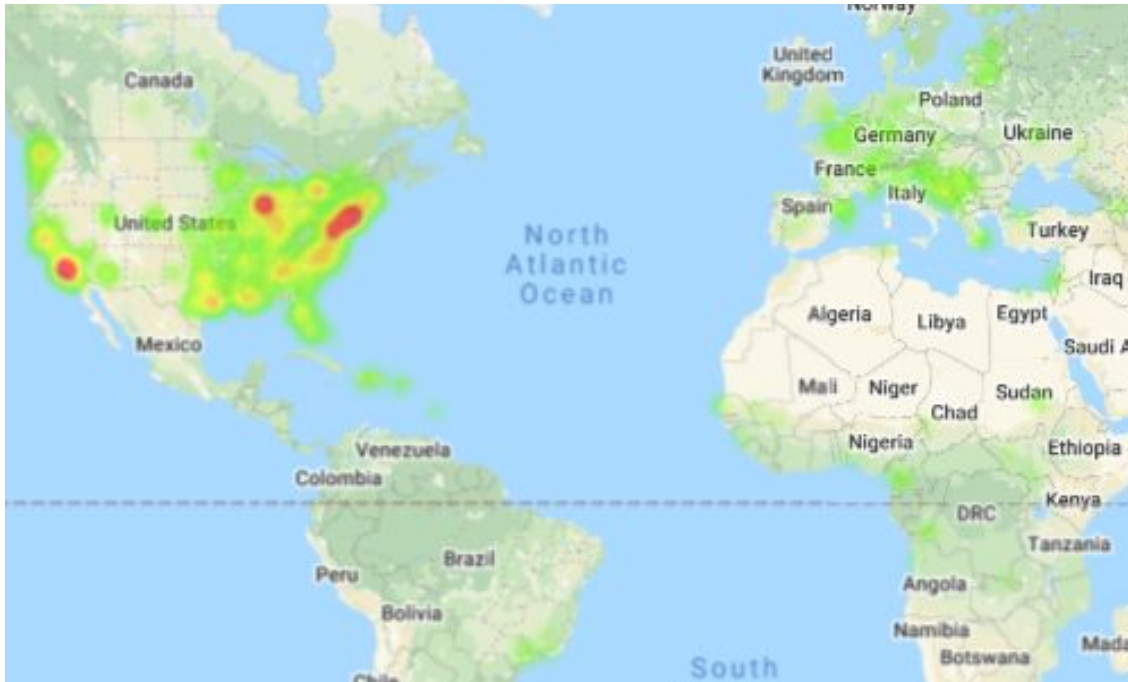 Norway
Canada
United
Kingdom
Poland
Germany
Ukraine
France
Italy
United States
Spain
Turkey
North
Atlantic
Ocean
Iraq
Algeria
Libya
Egypt
Mexico
Saudi A
Mali
Niger
Sudan
Chad
Nigeria
Ethiopia
Venezuela
Colombia
Kenya
DRC
Tanzania
Brazil
Peru
Angola
Bolivia
Namibia
Mada
Botswana
South
Chile